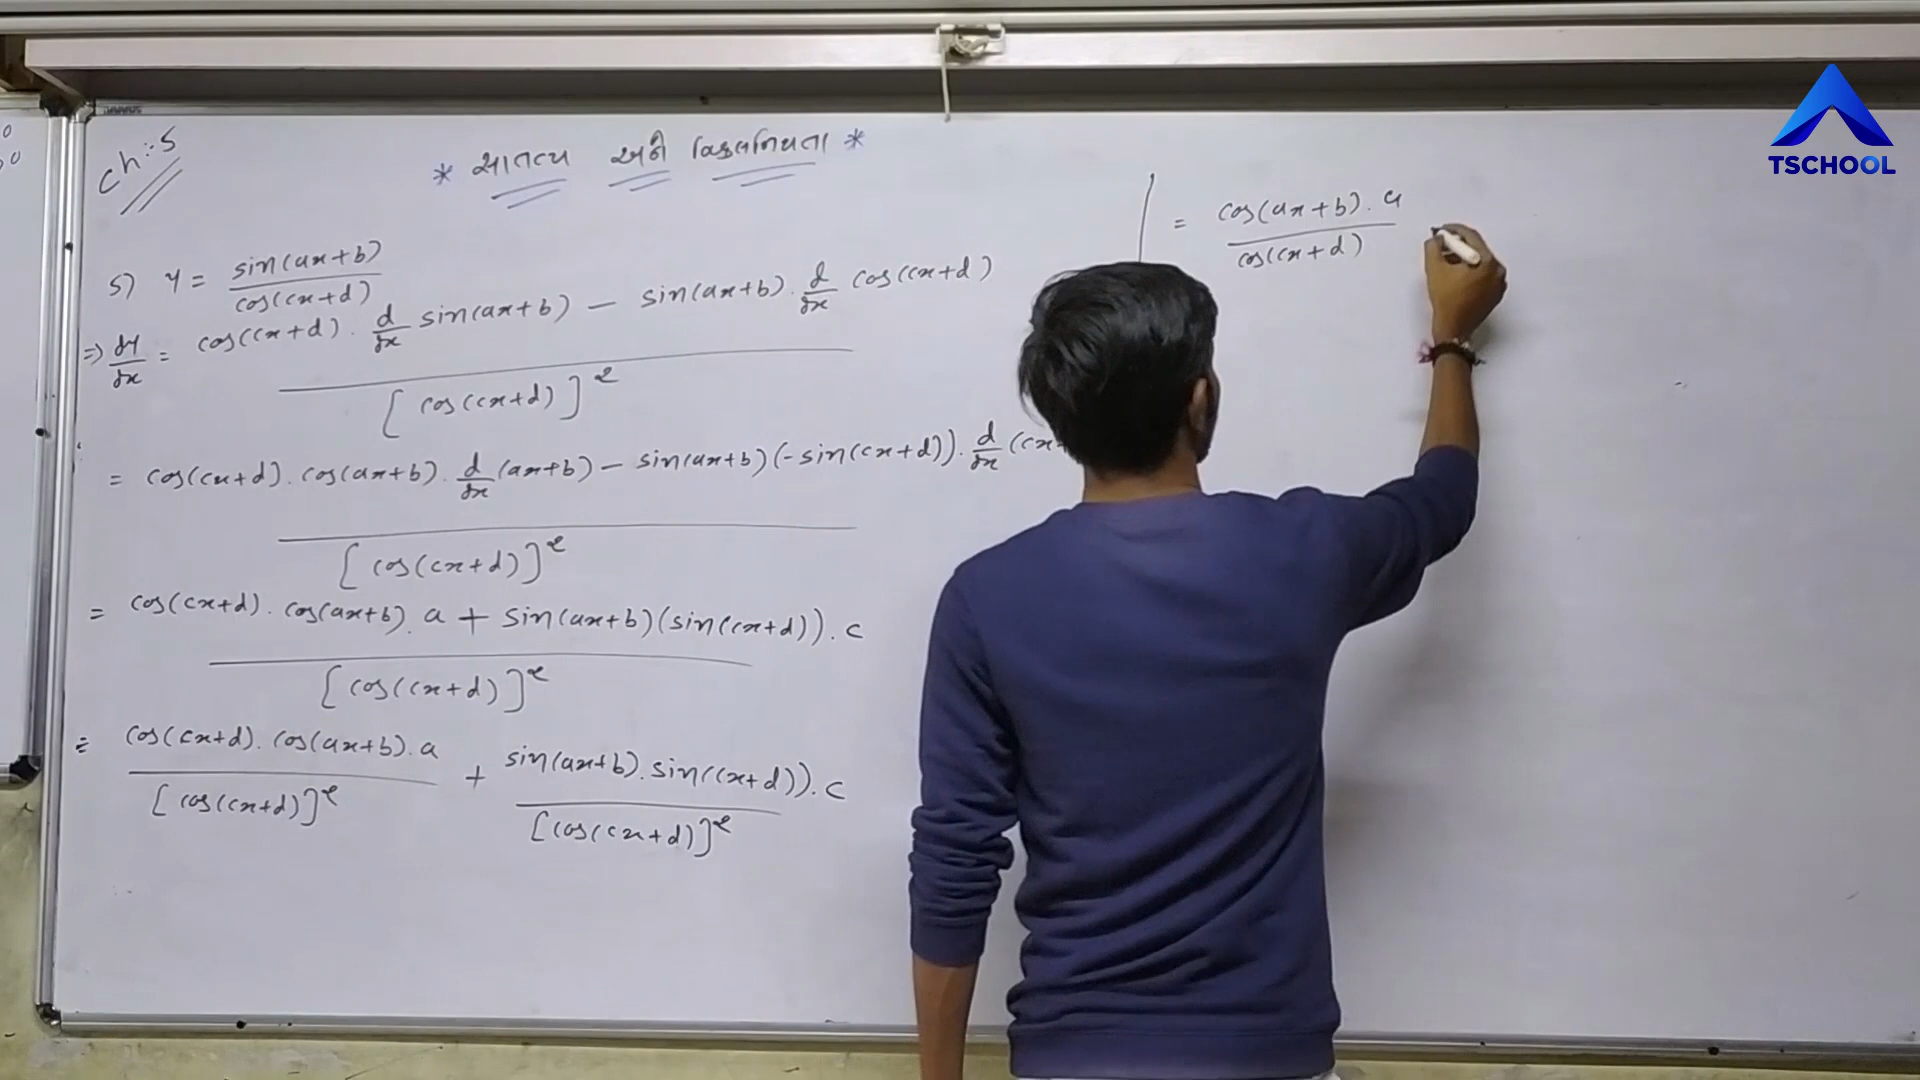 ch:-5
* સાતત્ય અને વિકલનિયતા *
5) y = sin(ax+b)
cos(cx+d)
=> dy/dx = cos(cx+d). d/dx sin(ax+b) - sin(ax+b). d/dx cos(cx+d)
[cos(cx+d)]²
= cos(cx+d). cos(ax+b). d/dx (ax+b) - sin(ax+b)(-sin(cx+d)). d/dx (cx
[cos(cx+d)]²
= cos(cx+d). cos(ax+b). a + sin(ax+b)(sin(cx+d)). c
[cos(cx+d)]²
= cos(cx+d). cos(ax+b). a + sin(ax+b). sin(cx+d)). c
[cos(cx+d)]² [cos(cx+d)]²
= cos(ax+b). a
cos(cx+d)
TSCHOOL